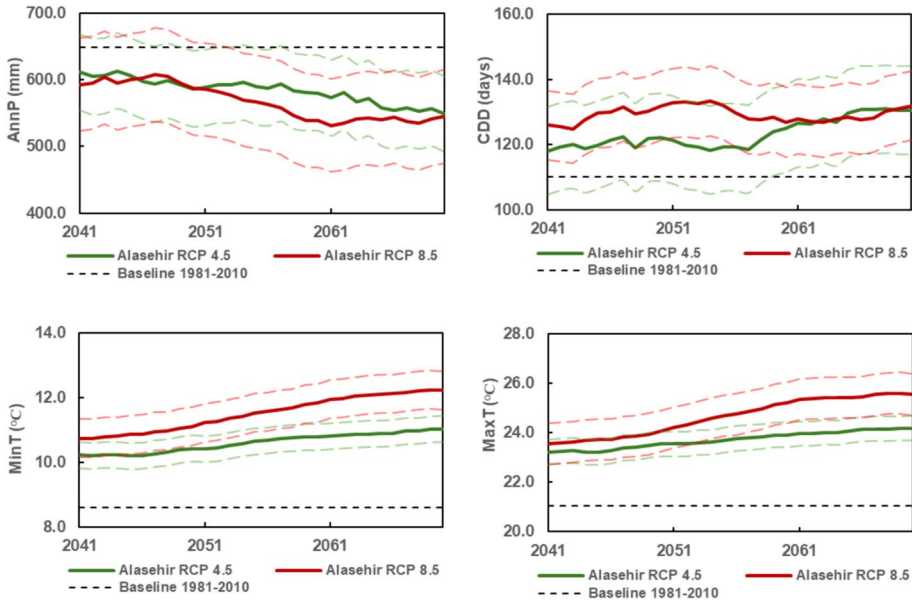 AnnP (mm)
700.0
600.0
500.0
400.0
2041
2051
2061
Alasehir RCP 4.5
Alasehir RCP 8.5
Baseline 1981-2010
CDD (days)
160.0
140.0
120.0
100.0
2041
2051
2061
Alasehir RCP 4.5
Alasehir RCP 8.5
Baseline 1981-2010
MinT (°C)
14.0
12.0
10.0
8.0
2041
2051
2061
Alasehir RCP 4.5
Alasehir RCP 8.5
Baseline 1981-2010
MaxT (°C)
28.0
26.0
24.0
22.0
20.0
2041
2051
2061
Alasehir RCP 4.5
Alasehir RCP 8.5
Baseline 1981-2010